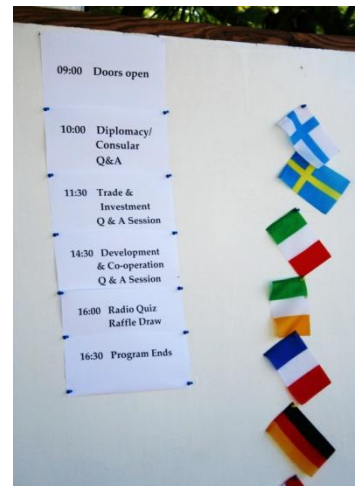 09:00 Doors open
10:00 Diplomacy/
Consular
Q&A
11:30 Trade &
Investment
Q & A Session
14:30 Development
& Co-operation
Q & A Session
16:00 Radio Quiz
Raffle Draw
16:30 Program Ends